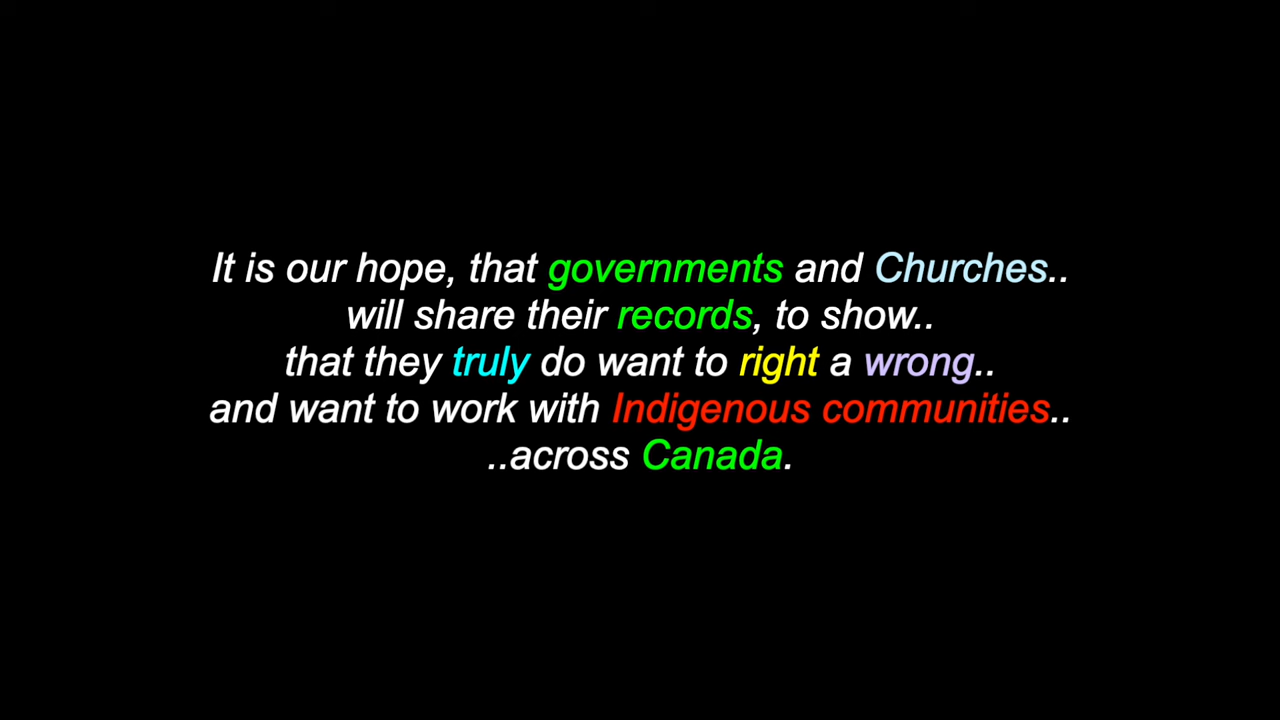 It is our hope, that governments and Churches..
will share their records, to show..
that they truly do want to right a wrong..
and want to work with Indigenous communities..
..across Canada.